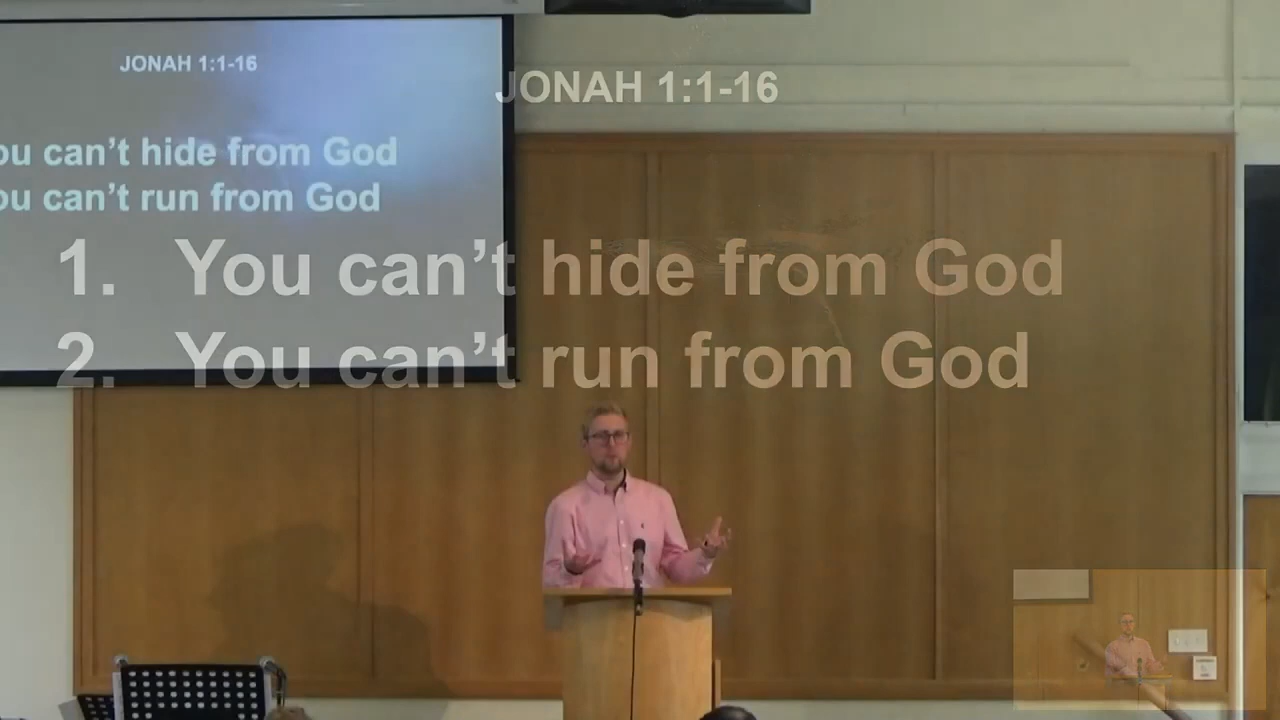 JONAH 1:1-16
ou can't hide from God
ou can't run from God
JONAH 1:1-16
1. You can't hide from God
2. You can't run from God